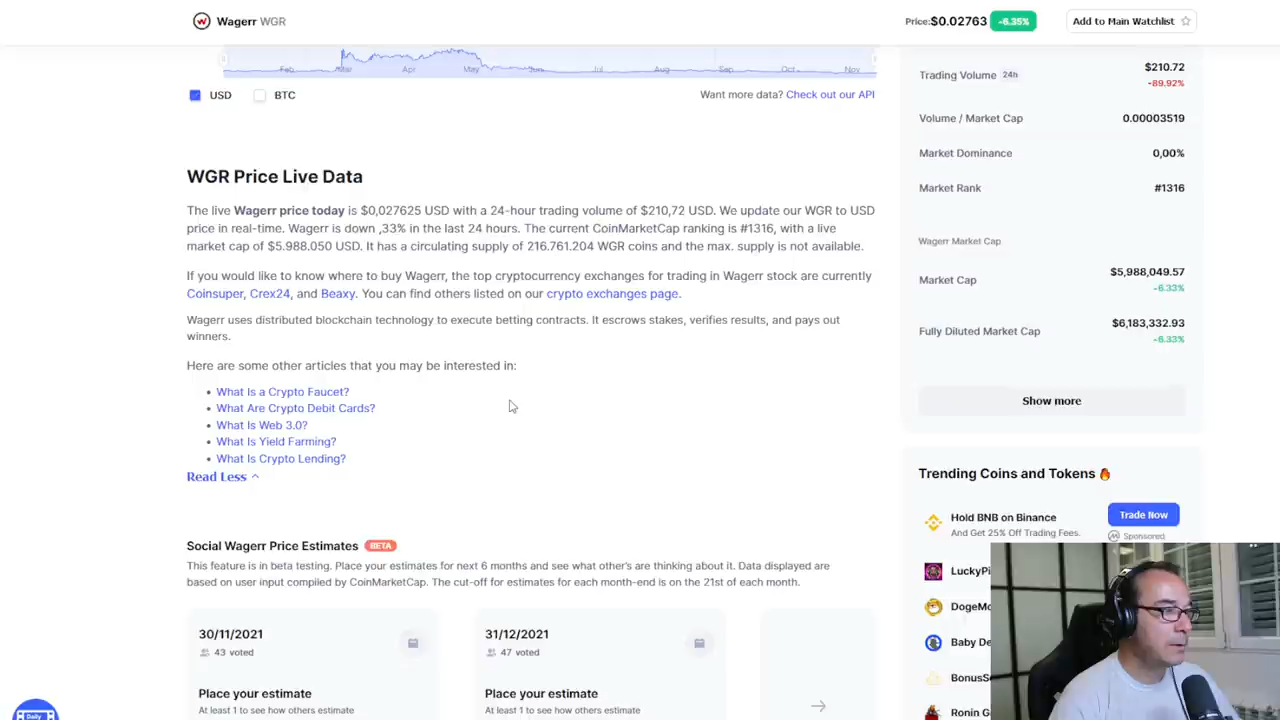 Wagerr WGR
Price: $0.02763 -6.35%
Add to Main Watchlist
Feb Mar Apr May Jun Jul Aug Sep Oct Nov
USD BTC
Want more data? Check out our API
WGR Price Live Data
The live Wagerr price today is $0,027625 USD with a 24-hour trading volume of $210,72 USD. We update our WGR to USD
price in real-time. Wagerr is down ,33% in the last 24 hours. The current CoinMarketCap ranking is #1316, with a live
market cap of $5.988.050 USD. It has a circulating supply of 216.761.204 WGR coins and the max. supply is not available.
If you would like to know where to buy Wagerr, the top cryptocurrency exchanges for trading in Wagerr stock are currently
Coinsuper, Crex24, and Beaxy. You can find others listed on our crypto exchanges page.
Wagerr uses distributed blockchain technology to execute betting contracts. It escrows stakes, verifies results, and pays out
winners.
Here are some other articles that you may be interested in:
• What Is a Crypto Faucet?
• What Are Crypto Debit Cards?
• What Is Web 3.0?
• What Is Yield Farming?
• What Is Crypto Lending?
Read Less
Social Wagerr Price Estimates BETA
This feature is in beta testing. Place your estimates for next 6 months and see what other's are thinking about it. Data displayed are
based on user input compiled by CoinMarketCap. The cut-off for estimates for each month-end is on the 21st of each month.
30/11/2021
43 voted
Place your estimate
At least 1 to see how others estimate
31/12/2021
47 voted
Place your estimate
At least 1 to see how others estimate
Trading Volume 24h
$210.72
-89.92%
Volume / Market Cap 0.00003519
Market Dominance 0,00%
Market Rank #1316
Wagerr Market Cap
Market Cap
$5,988,049.57
-6.33%
Fully Diluted Market Cap
$6,183,332.93
-6.33%
Show more
Trending Coins and Tokens
Hold BNB on Binance
And Get 25% Off Trading Fees.
Trade Now
Sponsored
LuckyPi
DogeMo
Baby De
BonusS
Ronin G
Daily